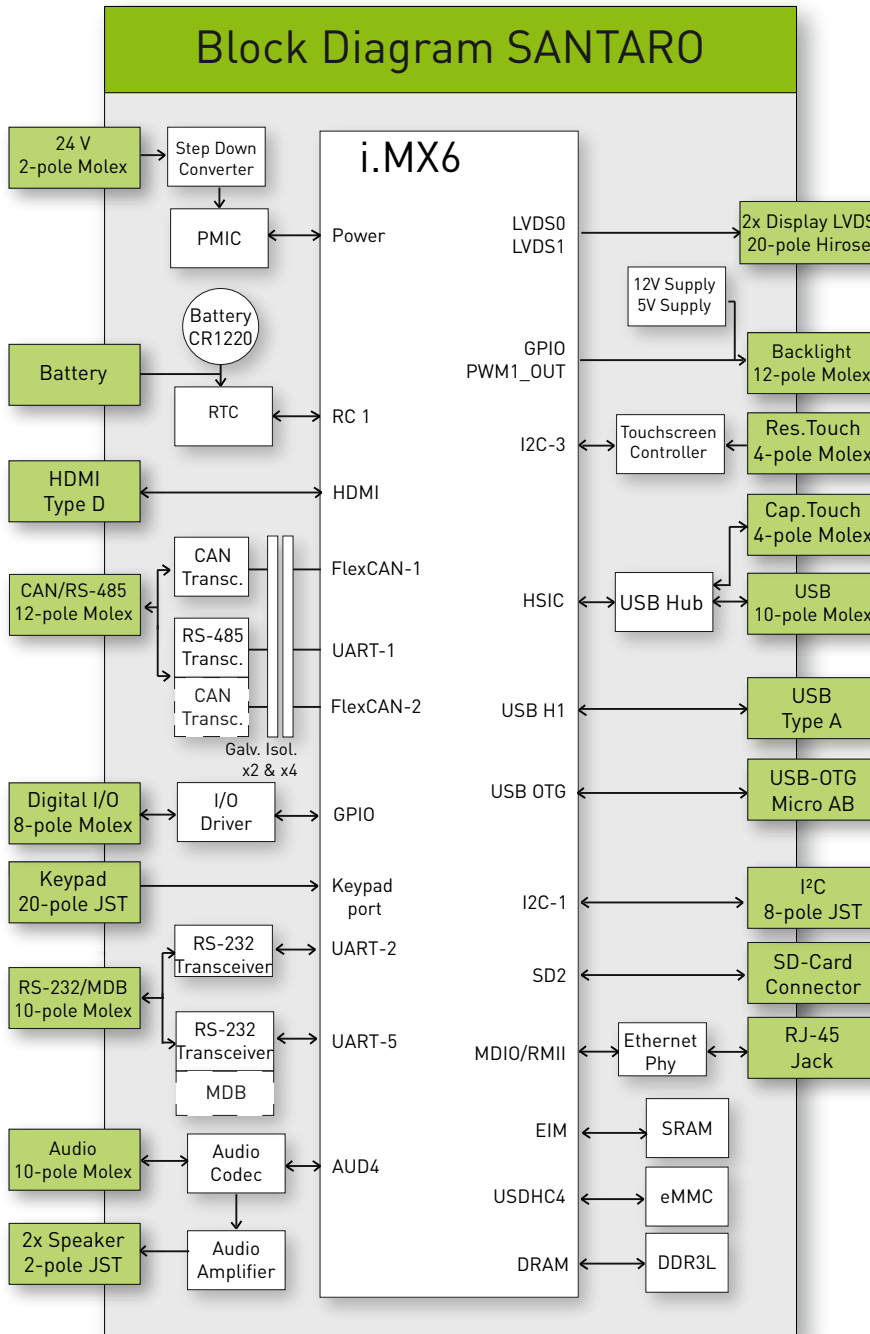 Block Diagram SANTARO
i.MX6
24 V
2-pole Molex
Step Down
Converter
PMIC
Power
Battery
CR1220
Battery
RTC
RC 1
HDMI
Type D
HDMI
CAN/RS-485
12-pole Molex
CAN
Transc.
FlexCAN-1
RS-485
Transc.
UART-1
CAN
Transc.
FlexCAN-2
Galv. Isol.
x2 & x4
Digital I/O
8-pole Molex
I/O
Driver
GPIO
Keypad
20-pole JST
Keypad
port
RS-232/MDB
10-pole Molex
RS-232
Transceiver
UART-2
RS-232
Transceiver
UART-5
MDB
Audio
10-pole Molex
Audio
Codec
AUD4
2x Speaker
2-pole JST
Audio
Amplifier
LVDS0
LVDS1
2x Display LVDS
20-pole Hirose
12V Supply
5V Supply
GPIO
PWM1_OUT
Backlight
12-pole Molex
I2C-3
Touchscreen
Controller
Res.Touch
4-pole Molex
Cap.Touch
4-pole Molex
HSIC
USB Hub
USB
10-pole Molex
USB H1
USB
Type A
USB OTG
USB-OTG
Micro AB
I2C-1
I²C
8-pole JST
SD2
SD-Card
Connector
MDIO/RMII
Ethernet
Phy
RJ-45
Jack
EIM
SRAM
USDHC4
eMMC
DRAM
DDR3L